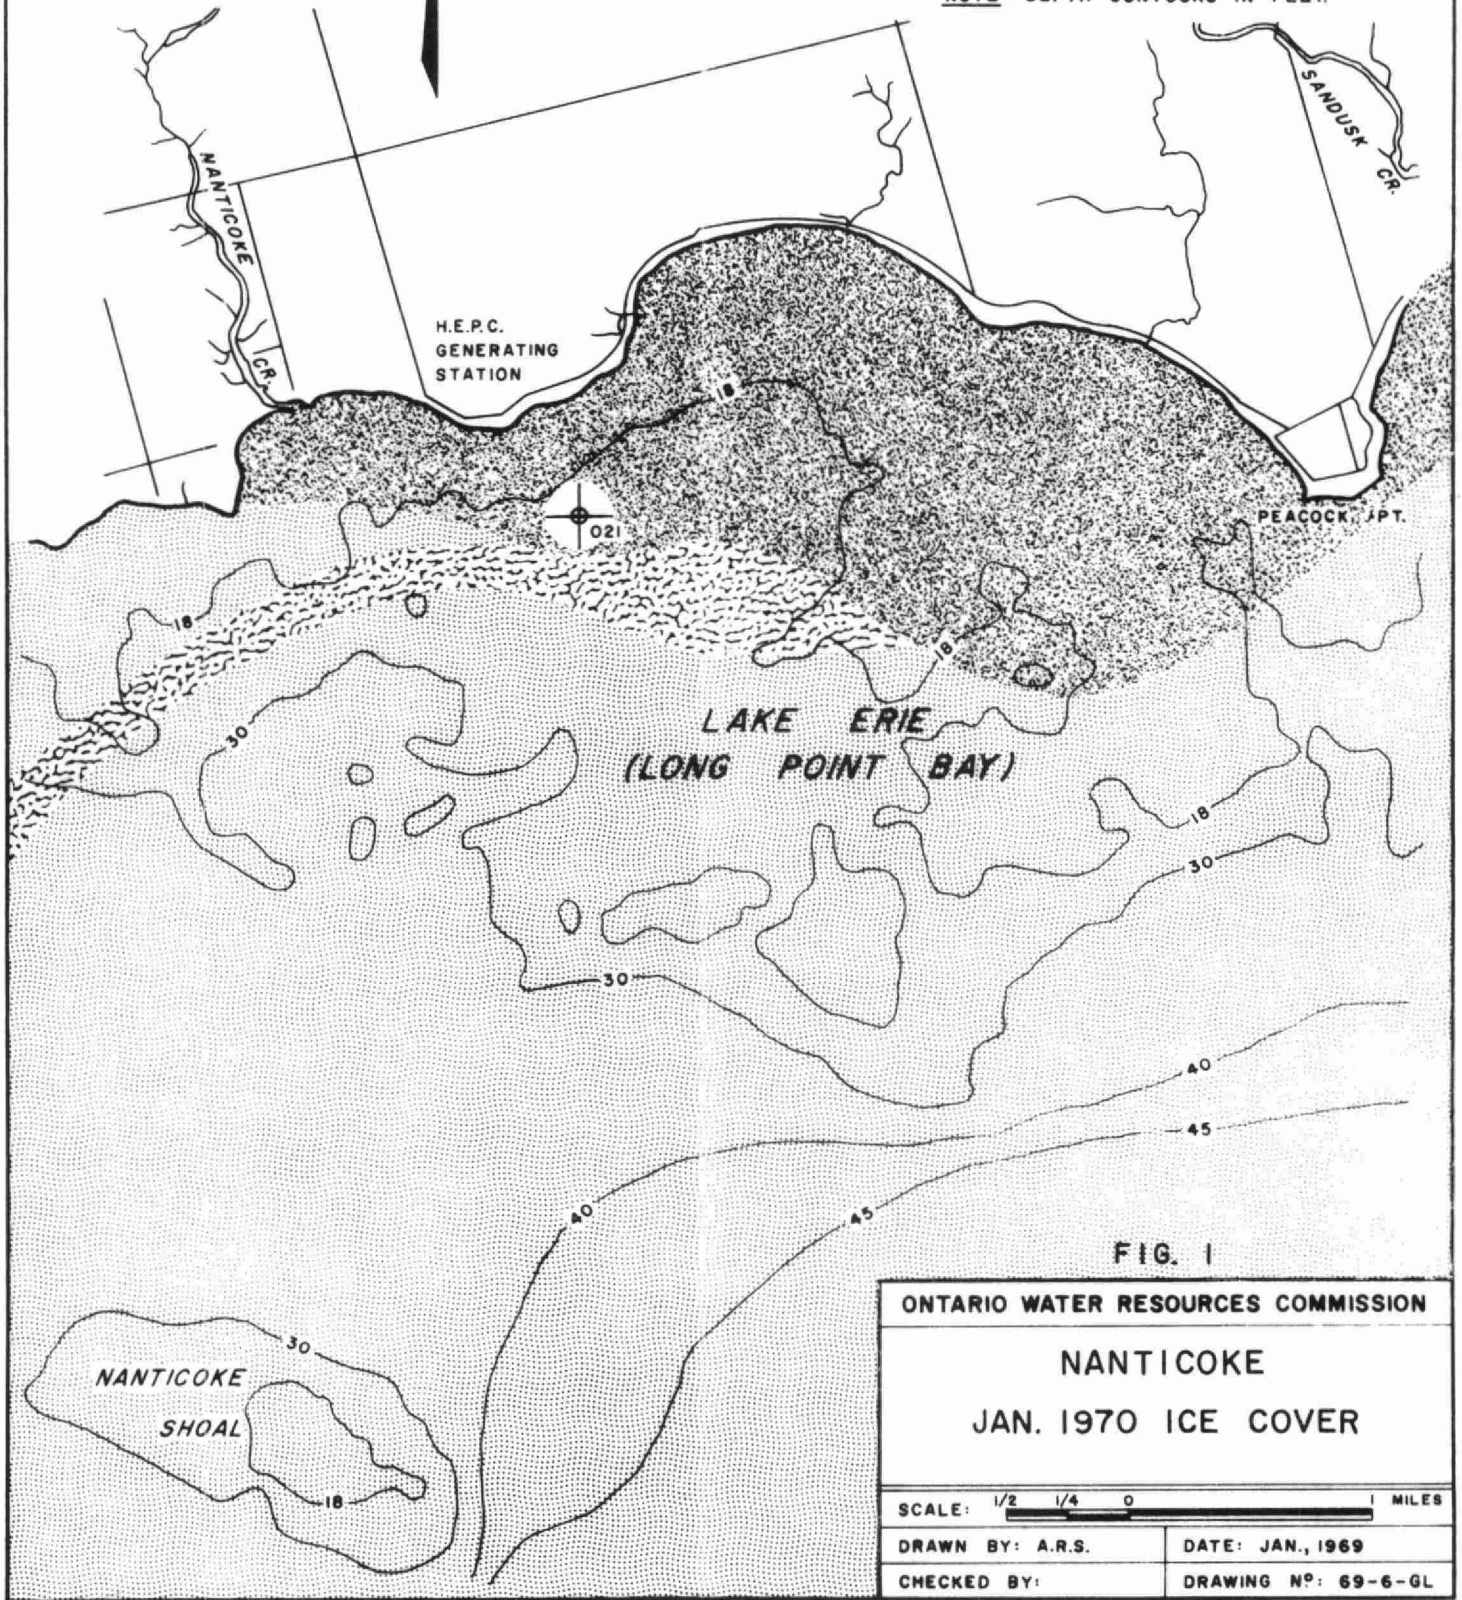 NOTE
SANDUSK CR.
NANTICOKE CR.
H.E.P.C.
GENERATING
STATION
18
021
PEACOCK PT.
18
18
LAKE ERIE
(LONG POINT BAY)
30
18
30
30
40
45
40
45
FIG. 1
30
NANTICOKE
SHOAL
18
ONTARIO WATER RESOURCES COMMISSION
NANTICOKE
JAN. 1970 ICE COVER
SCALE: 1/2 1/4 0 1 MILES
DRAWN BY: A.R.S.
DATE: JAN., 1969
CHECKED BY:
DRAWING Nº: 69-6-GL